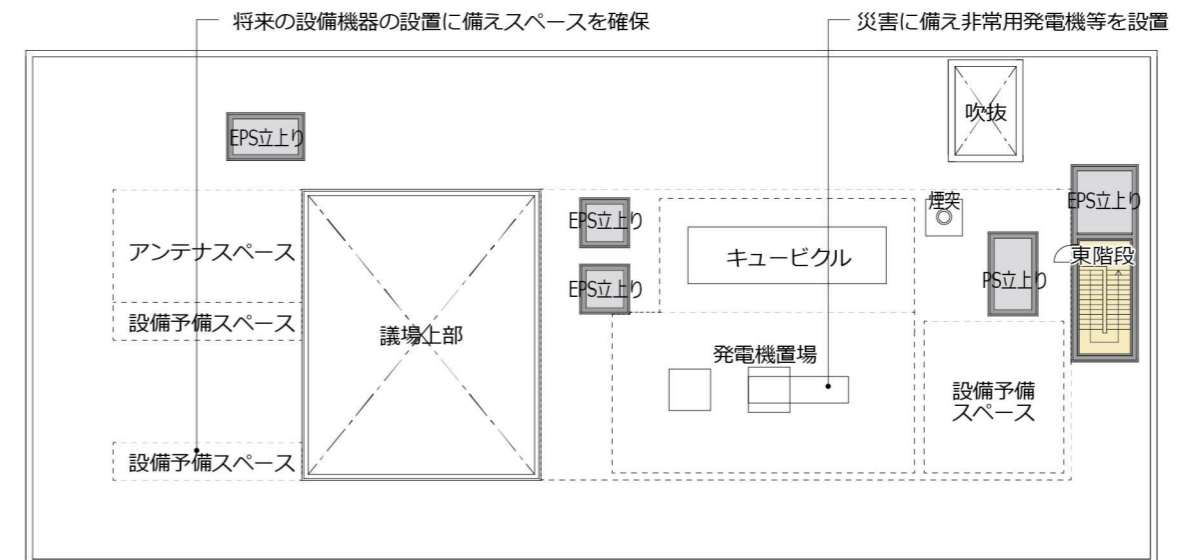 将来の設備機器の設置に備えスペースを確保
災害に備え非常用発電機等を設置
吹抜
EPS立上り
煙突
EPS立上り
EPS立上り
アンテナスペース
キュービクル
東階段
PS立上り
EPS立上り
設備予備スペース
議場上部
発電機置場
設備予備
スペース
設備予備スペース